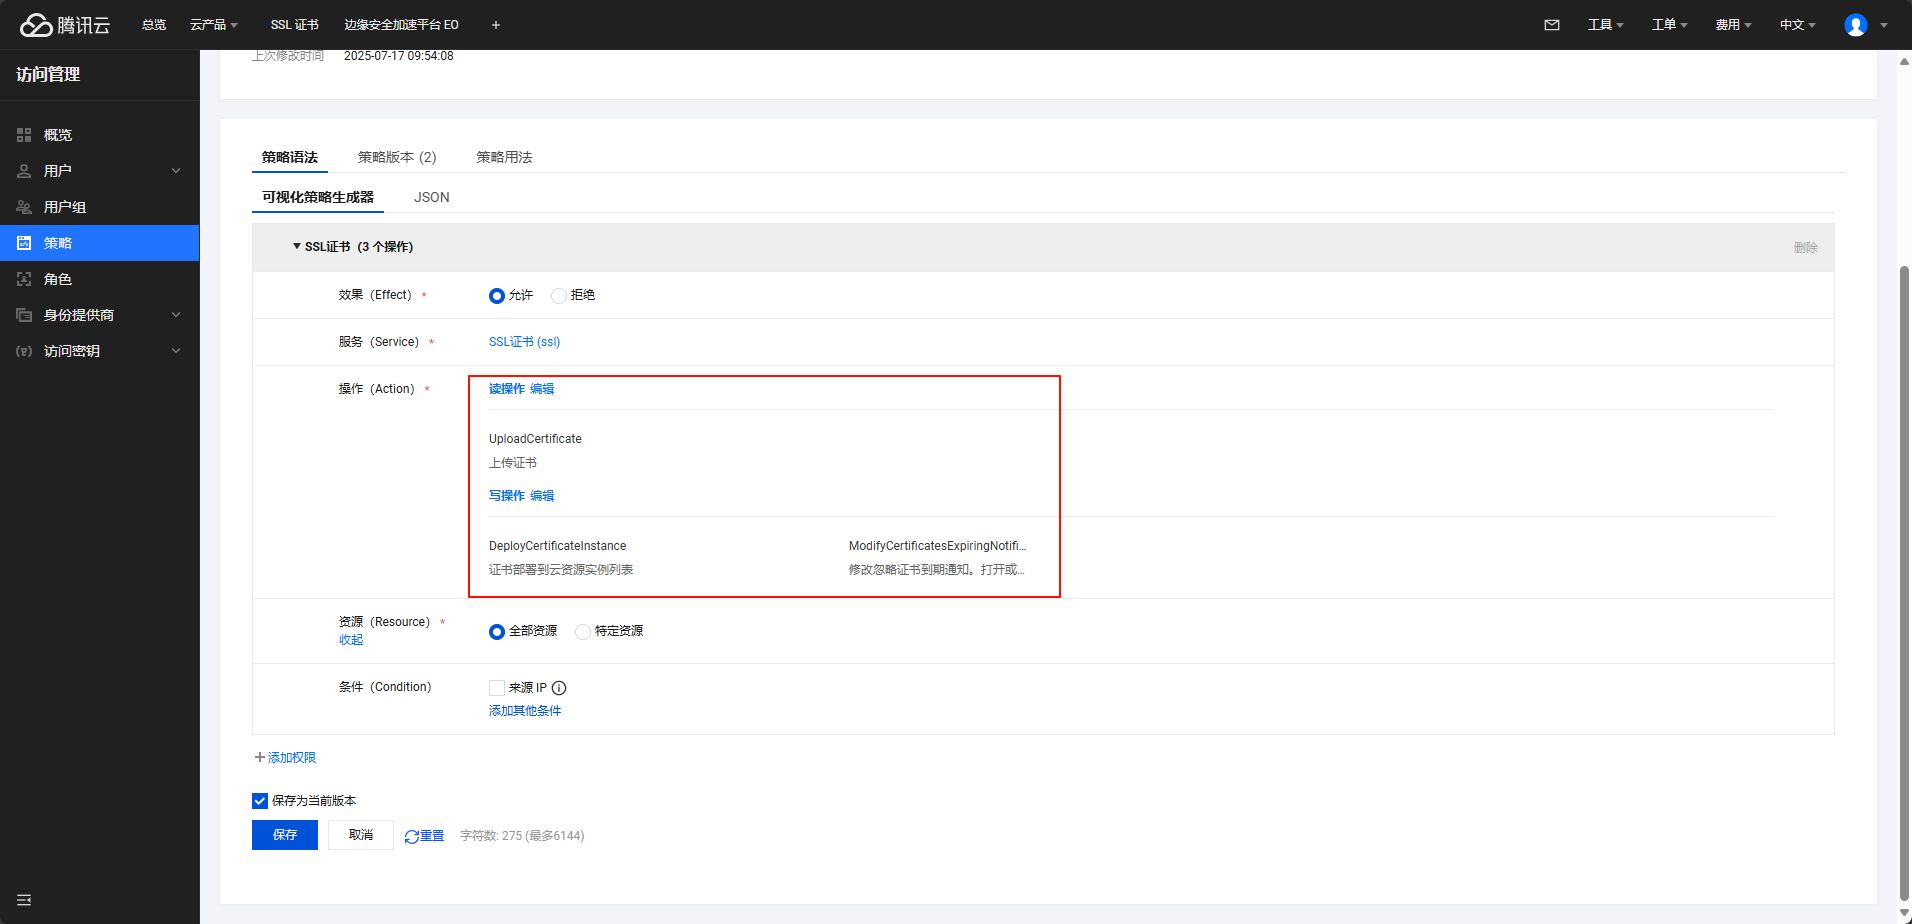 腾讯云
总览
云产品
SSL 证书
边缘安全加速平台 EO
+
工具
工单
费用
中文
访问管理
概览
用户
用户组
策略
角色
身份提供商
访问密钥
上次修改时间 2025-07-17 09:54:08
策略语法 策略版本 (2) 策略用法
可视化策略生成器 JSON
SSL证书（3 个操作） 删除
效果（Effect） * 允许 拒绝
服务（Service） * SSL证书 (ssl)
操作（Action） * 读操作 编辑
UploadCertificate
上传证书
写操作 编辑
DeployCertificateInstance ModifyCertificatesExpiringNotifi...
证书部署到云资源实例列表 修改忽略证书到期通知。打开或...
资源（Resource） * 全部资源 特定资源
收起
条件（Condition） 来源 IP
添加其他条件
添加权限
保存为当前版本
保存 取消 重置 字符数: 275 (最多6144)